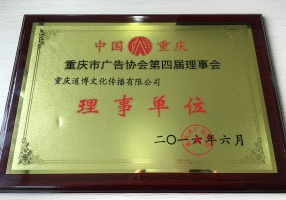 中国 重庆
重庆市广告协会第四届理事会
重庆道博文化传播有限公司
理事单位
二〇一六年六月